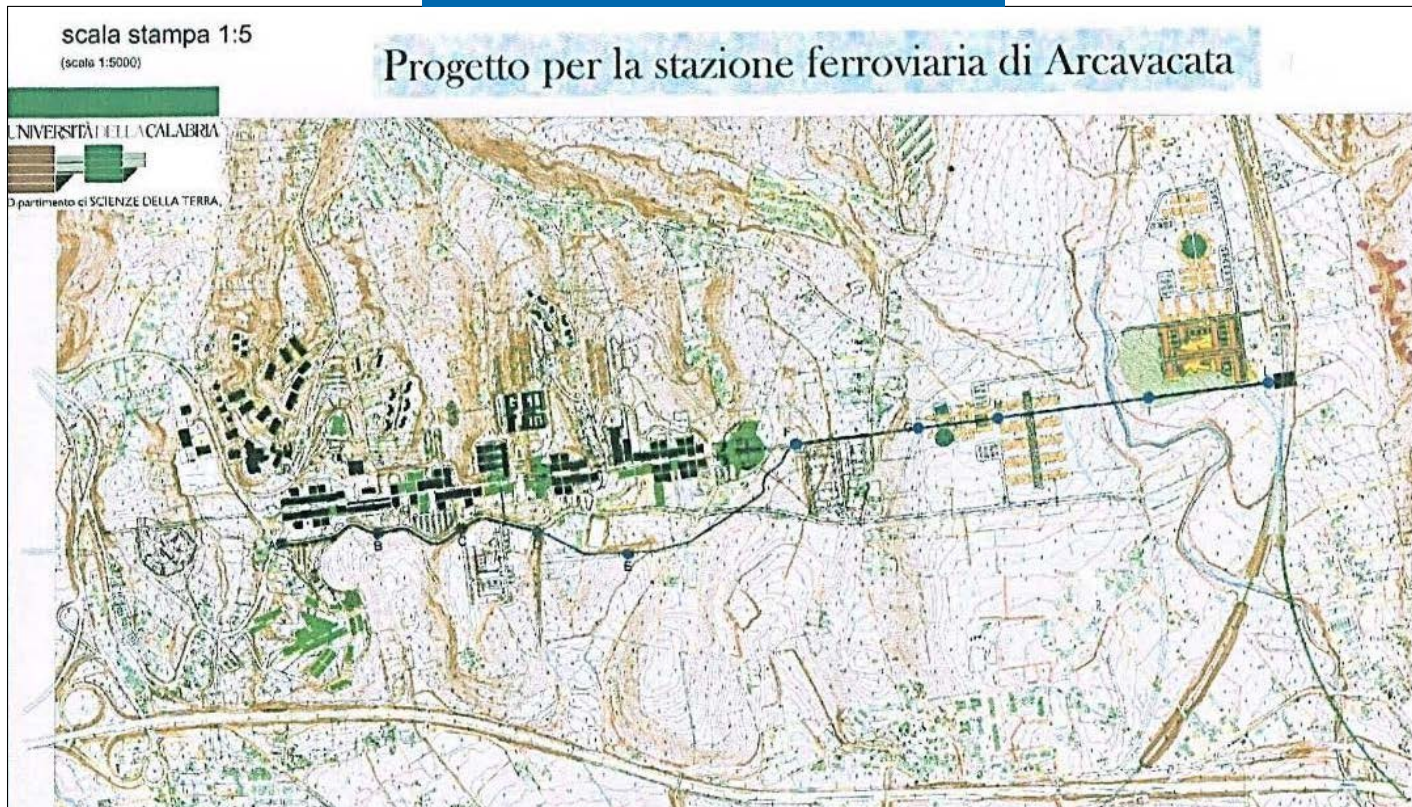 scala stampa 1:5
(scala 1:5000)
Progetto per la stazione ferroviaria di Arcavacata
UNIVERSITÀ DELLA CALABRIA
Dipartimento di SCIENZE DELLA TERRA
B
C
E
F
G
H